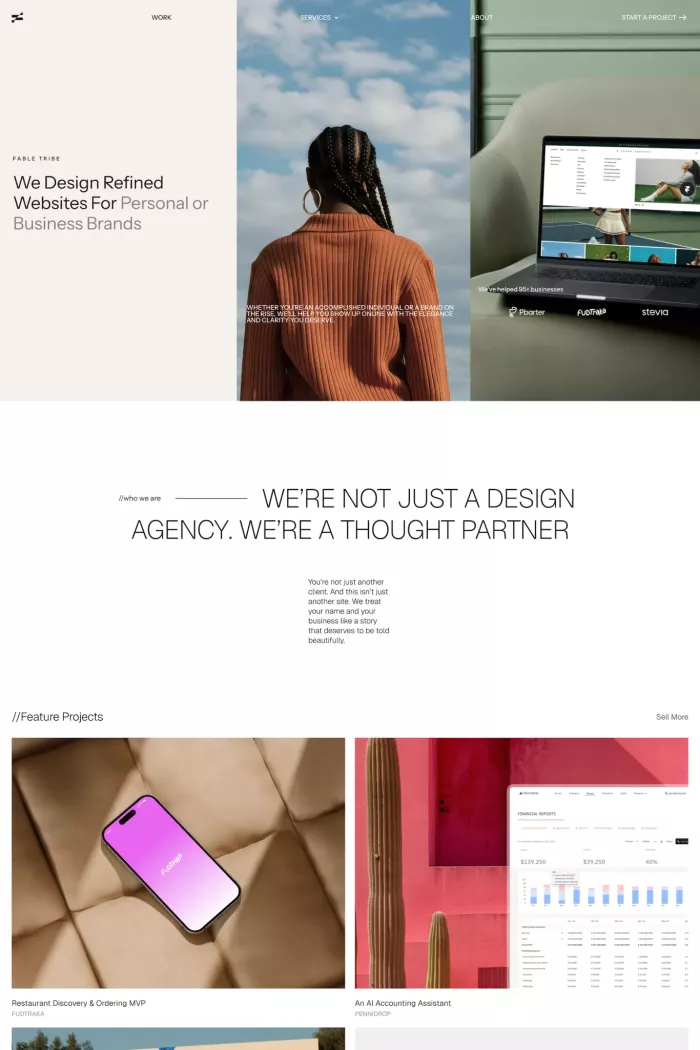 WORK
SERVICES
ABOUT
START A PROJECT
FABLE TRIBE
We Design Refined
Websites For Personal or
Business Brands
WHETHER YOU'RE AN ACCOMPLISHED INDIVIDUAL OR A BRAND ON
THE RISE, WE'LL HELP YOU SHOW UP ONLINE WITH THE ELEGANCE
AND CLARITY YOU DESERVE.
We've helped 95+ businesses
Pbarter
FUDTRAKA
stevia
//who we are
WE'RE NOT JUST A DESIGN
AGENCY. WE'RE A THOUGHT PARTNER
You're not just another
client. And this isn't just
another site. We treat
your name and your
business like a story
that deserves to be told
beautifully.
//Feature Projects
Sell More
FUDTRAKA
FINANCIAL REPORTS
$139,250
$39,250
40%
Restaurant Discovery & Ordering MVP
FUDTRAKA
An AI Accounting Assistant
PENNIDROP